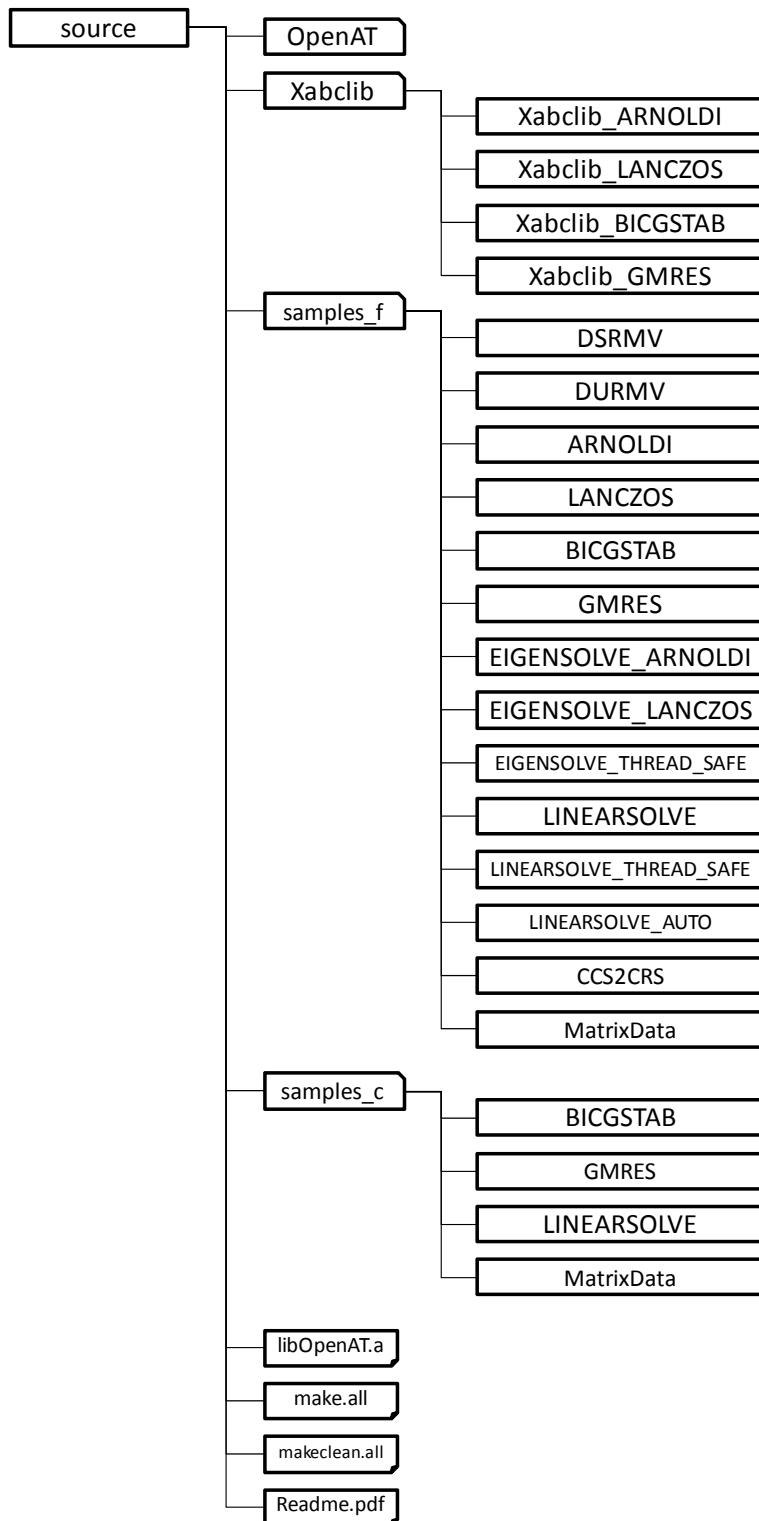 source
OpenAT
Xabclib
Xabclib_ARNOLDI
Xabclib_LANCZOS
Xabclib_BICGSTAB
Xabclib_GMRES
samples_f
DSRMV
DURMV
ARNOLDI
LANCZOS
BICGSTAB
GMRES
EIGENSOLVE_ARNOLDI
EIGENSOLVE_LANCZOS
EIGENSOLVE_THREAD_SAFE
LINEARSOLVE
LINEARSOLVE_THREAD_SAFE
LINEARSOLVE_AUTO
CCS2CRS
MatrixData
samples_c
BICGSTAB
GMRES
LINEARSOLVE
MatrixData
libOpenAT.a
make.all
makeclean.all
Readme.pdf